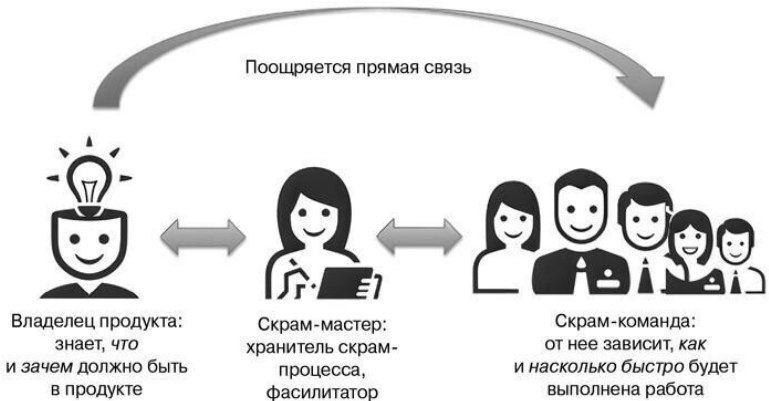 Поощряется прямая связь
Владелец продукта:
знает, что
и зачем должно быть
в продукте
Скрам-мастер:
хранитель скрам-
процесса,
фасилитатор
Скрам-команда:
от нее зависит, как
и насколько быстро будет
выполнена работа